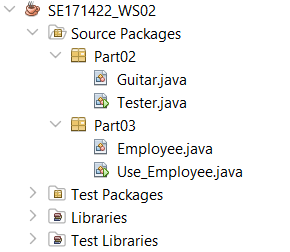 SE171422_WS02
Source Packages
Part02
Guitar.java
Tester.java
Part03
Employee.java
Use_Employee.java
Test Packages
Libraries
Test Libraries